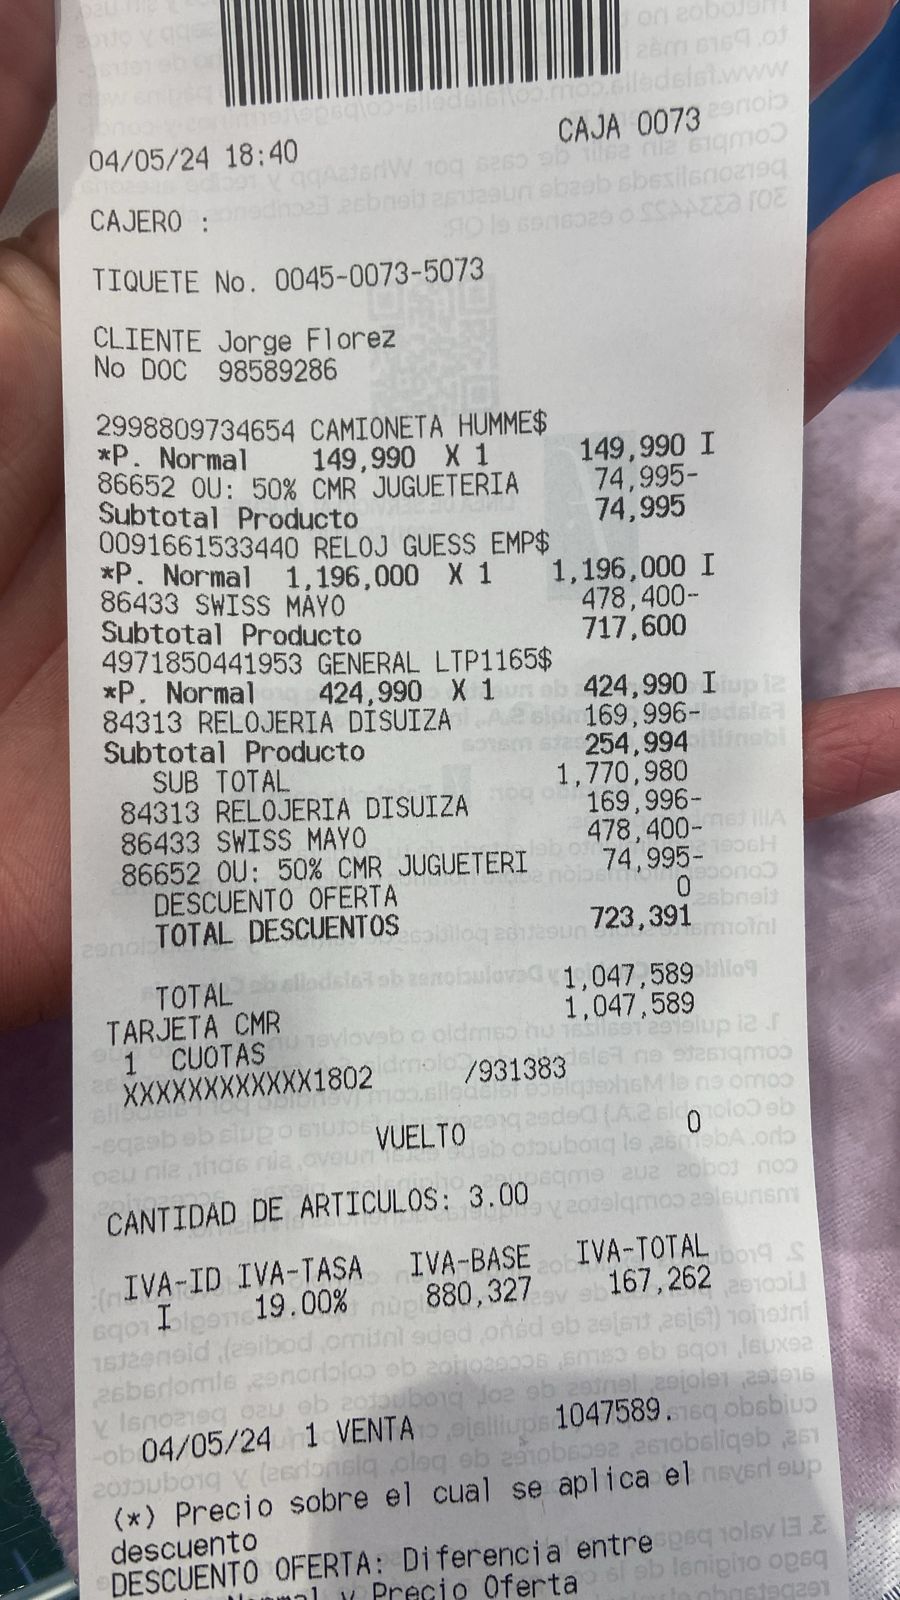 CAJA 0073
04/05/24 18:40
CAJERO :
TIQUETE No. 0045-0073-5073
CLIENTE Jorge Florez
No DOC 98589286
2998809734654 CAMIONETA HUMME$
*P. Normal 149,990 X 1 149,990 I
86652 OU: 50% CMR JUGUETERIA 74,995-
Subtotal Producto 74,995
0091661533440 RELOJ GUESS EMP$
*P. Normal 1,196,000 X 1 1,196,000 I
86433 SWISS MAYO 478,400-
Subtotal Producto 717,600
4971850441953 GENERAL LTP1165$
*P. Normal 424,990 X 1 424,990 I
84313 RELOJERIA DISUIZA 169,996-
Subtotal Producto 254,994
SUB TOTAL 1,770,980
84313 RELOJERIA DISUIZA 169,996-
86433 SWISS MAYO 478,400-
86652 OU: 50% CMR JUGUETERI 74,995-
DESCUENTO OFERTA 0
TOTAL DESCUENTOS 723,391
TOTAL 1,047,589
TARJETA CMR 1,047,589
1 CUOTAS
XXXXXXXXXXXX1802 /931383
VUELTO 0
CANTIDAD DE ARTICULOS: 3.00
IVA-ID IVA-TASA IVA-BASE IVA-TOTAL
I 19.00% 880,327 167,262
04/05/24 1 VENTA 1047589.
(*) Precio sobre el cual se aplica el
descuento
DESCUENTO OFERTA: Diferencia entre
y Precio Oferta